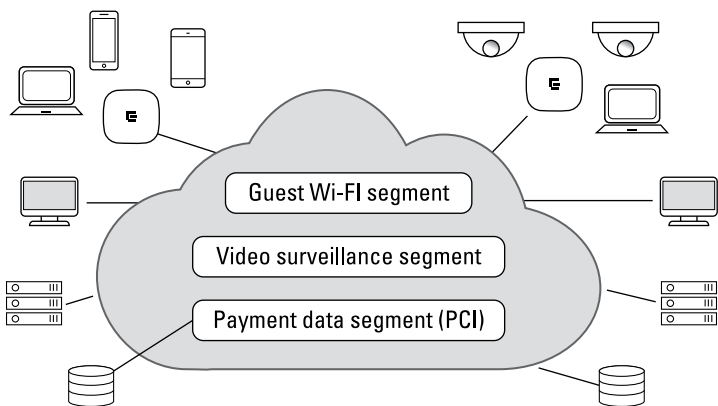 Guest Wi-FI segment
Video surveillance segment
Payment data segment (PCI)